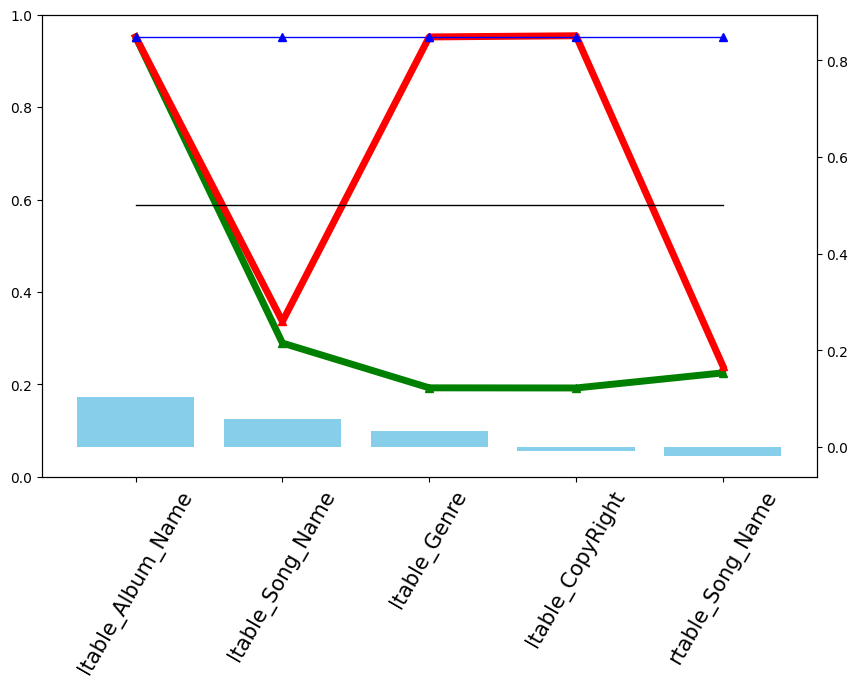 1.0
0.8
0.6
0.4
0.2
0.0
0.8
0.6
0.4
0.2
0.0
ltable_Album_Name
ltable_Song_Name
ltable_Genre
ltable_CopyRight
rtable_Song_Name